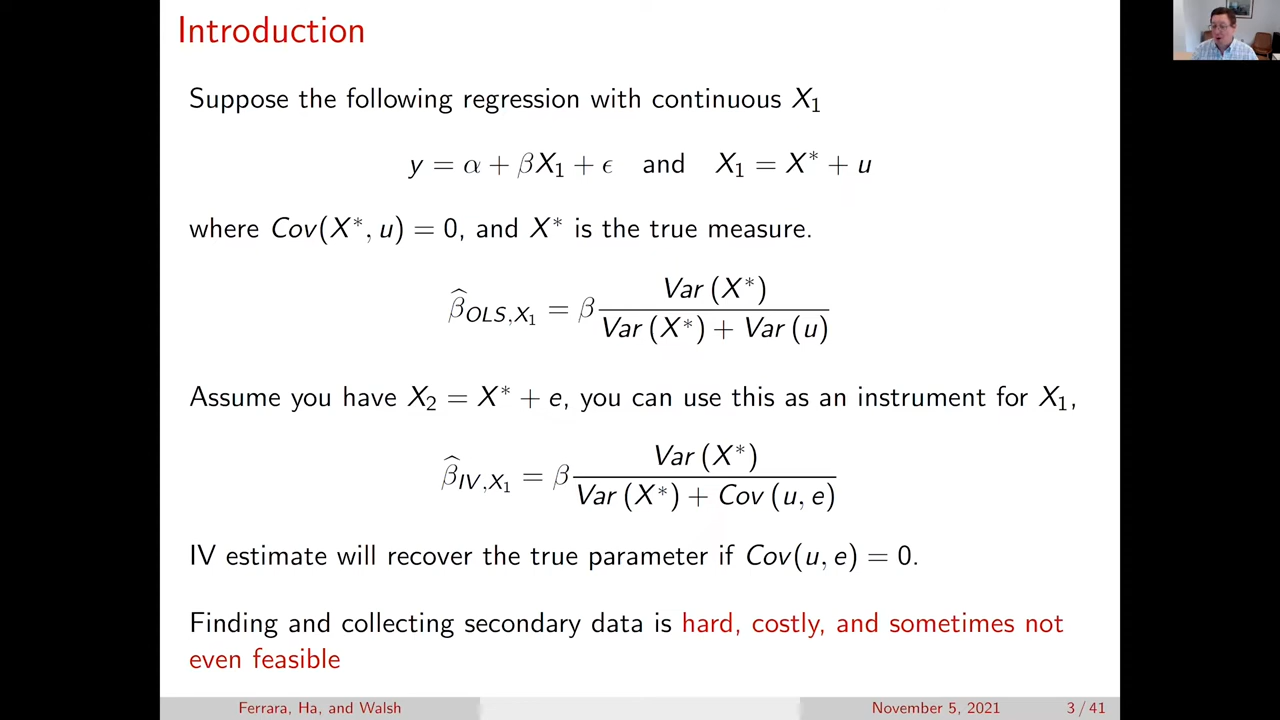 Introduction
Suppose the following regression with continuous X₁
y = α + βX₁ + ϵ and X₁ = X* + u
where Cov(X*, u) = 0, and X* is the true measure.
β̂_{OLS,X₁} = β Var (X*) / Var (X*) + Var (u)
Assume you have X₂ = X* + e, you can use this as an instrument for X₁,
β̂_{IV,X₁} = β Var (X*) / Var (X*) + Cov (u, e)
IV estimate will recover the true parameter if Cov(u, e) = 0.
Finding and collecting secondary data is hard, costly, and sometimes not
even feasible
Ferrara, Ha, and Walsh November 5, 2021 3 / 41